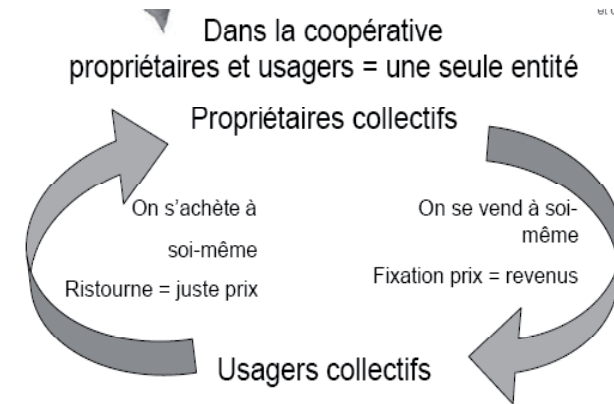 Dans la coopérative
propriétaires et usagers = une seule entité
Propriétaires collectifs
On s'achète à
soi-même
Ristourne = juste prix
On se vend à soi-
même
Fixation prix = revenus
Usagers collectifs